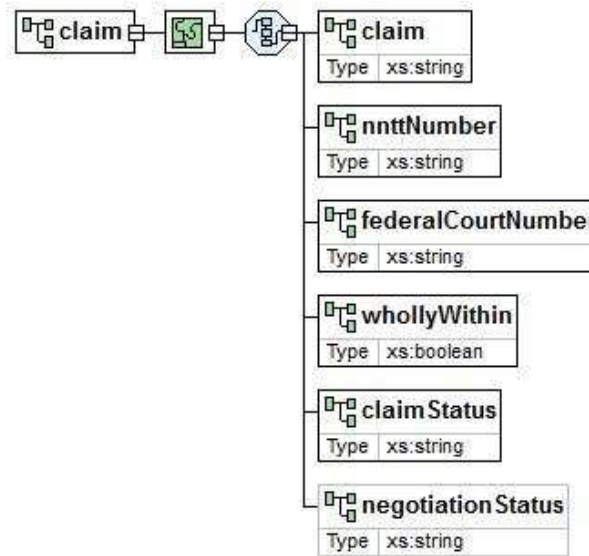 claim
claim
Type xs:string
nnttNumber
Type xs:string
federalCourtNumber
Type xs:string
whollyWithin
Type xs:boolean
claimStatus
Type xs:string
negotiationStatus
Type xs:string